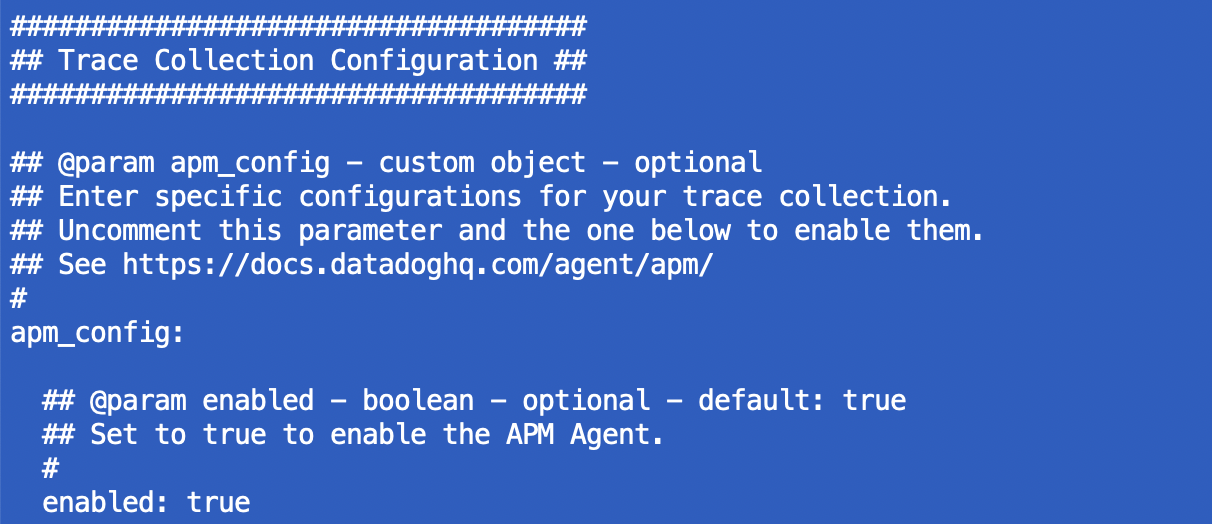 ####################################
## Trace Collection Configuration ##
####################################
## @param apm_config - custom object - optional
## Enter specific configurations for your trace collection.
## Uncomment this parameter and the one below to enable them.
## See https://docs.datadoghq.com/agent/apm/
#
apm_config:
## @param enabled - boolean - optional - default: true
## Set to true to enable the APM Agent.
#
enabled: true